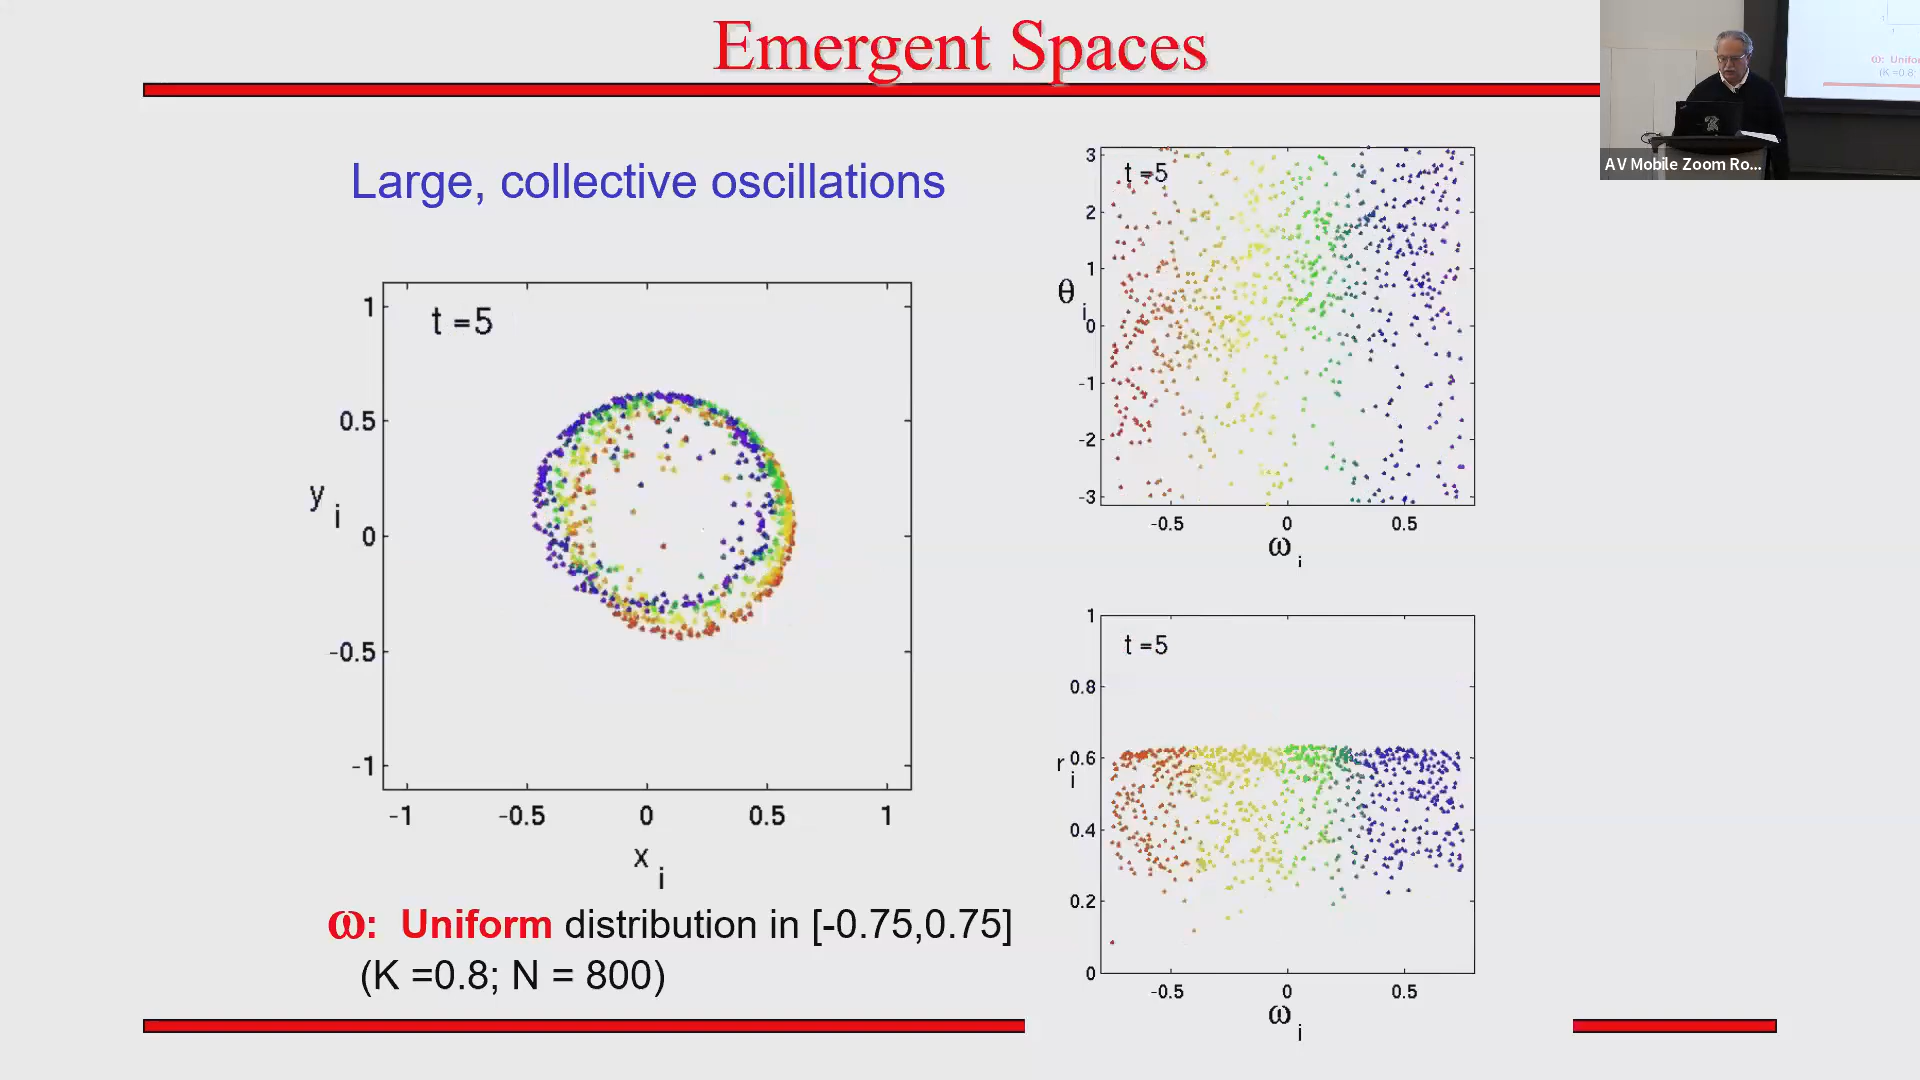 Emergent Spaces
Large, collective oscillations
t =5
1
0.5
0
-0.5
-1
y i
-1 -0.5 0 0.5 1
x i
ω: Uniform distribution in [-0.75,0.75]
(K =0.8; N = 800)
t =5
3
2
1
0
-1
-2
-3
θ i
-0.5 0 0.5
ω i
t =5
1
0.8
0.6
0.4
0.2
0
r i
-0.5 0 0.5
ω i
ω: Unifor
(K =0.8;
AV Mobile Zoom Ro...